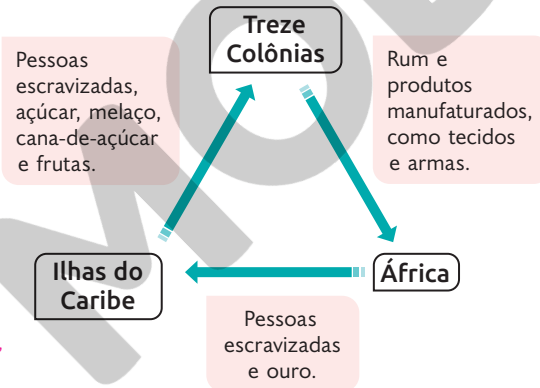 Treze
Colônias
Pessoas
escravizadas,
açúcar, melaço,
cana-de-açúcar
e frutas.
Rum e
produtos
manufaturados,
como tecidos
e armas.
Ilhas do
Caribe
África
Pessoas
escravizadas
e ouro.